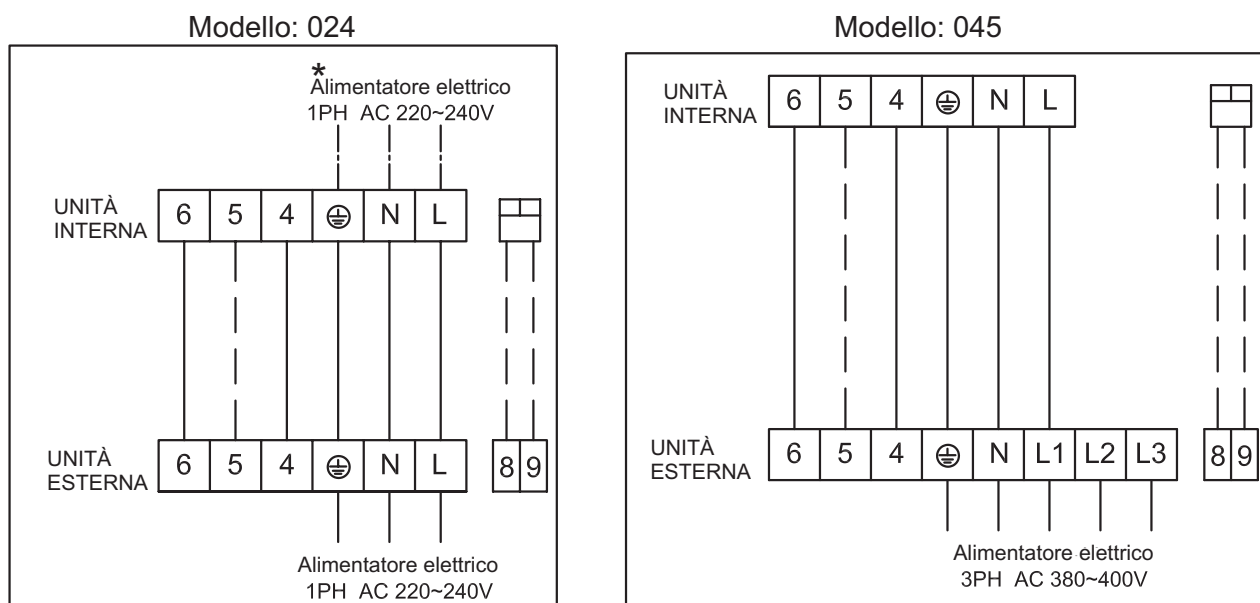 Modello: 024
*
Alimentatore elettrico
1PH AC 220~240V
UNITÀ
INTERNA
6 5 4 N L
UNITÀ
ESTERNA
6 5 4 N L 8 9
Alimentatore elettrico
1PH AC 220~240V
Modello: 045
UNITÀ
INTERNA
6 5 4 N L
UNITÀ
ESTERNA
6 5 4 N L1 L2 L3 8 9
Alimentatore elettrico
3PH AC 380~400V